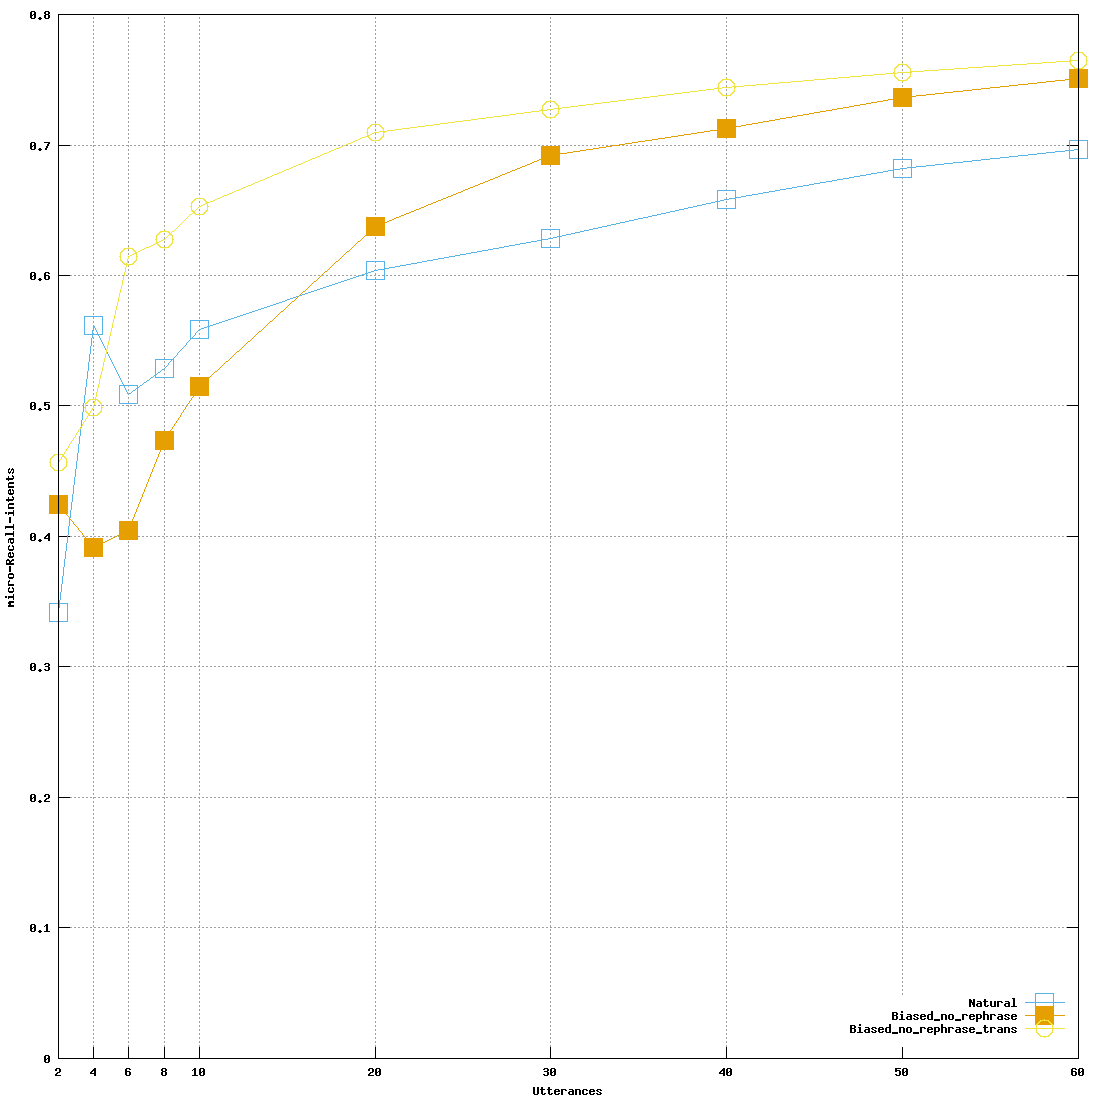 0.8
0.7
0.6
0.5
0.4
0.3
0.2
0.1
0
micro-Recall-intents
2 4 6 8 10 20 30 40 50 60
Utterances
Natural
Biased_no_rephrase
Biased_no_rephrase_trans